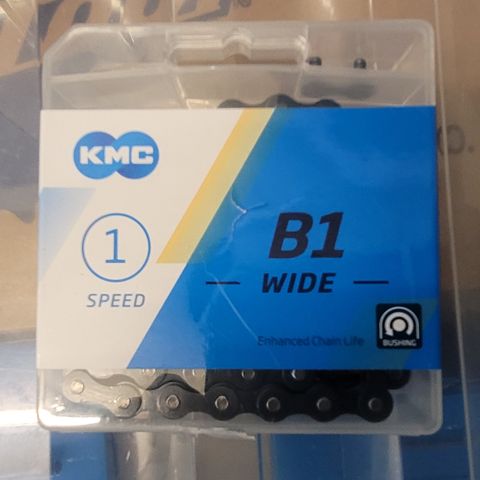 KMC
1
SPEED
B1
WIDE
Enhanced Chain Life
BUSHING